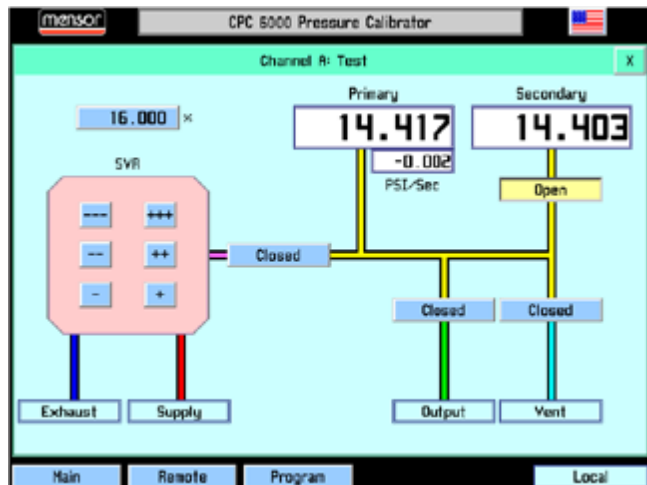 mensor
CPC 6000 Pressure Calibrator
Channel A: Test
X
Primary
Secondary
16.000 %
14.417
14.403
-0.002
PSI/Sec
SVR
Open
--- +++
-- ++
- +
Closed
Closed
Closed
Exhaust
Supply
Output
Vent
Main
Remote
Program
Local